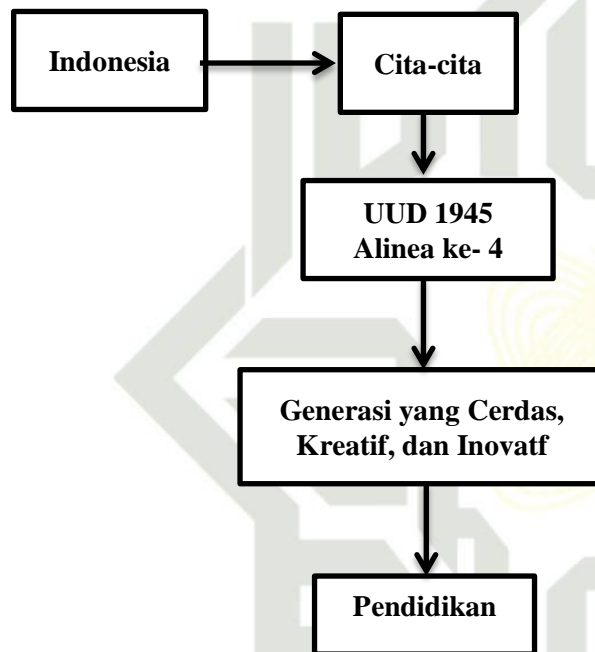 Indonesia
Cita-cita
UUD 1945
Alinea ke- 4
Generasi yang Cerdas,
Kreatif, dan Inovatf
Pendidikan